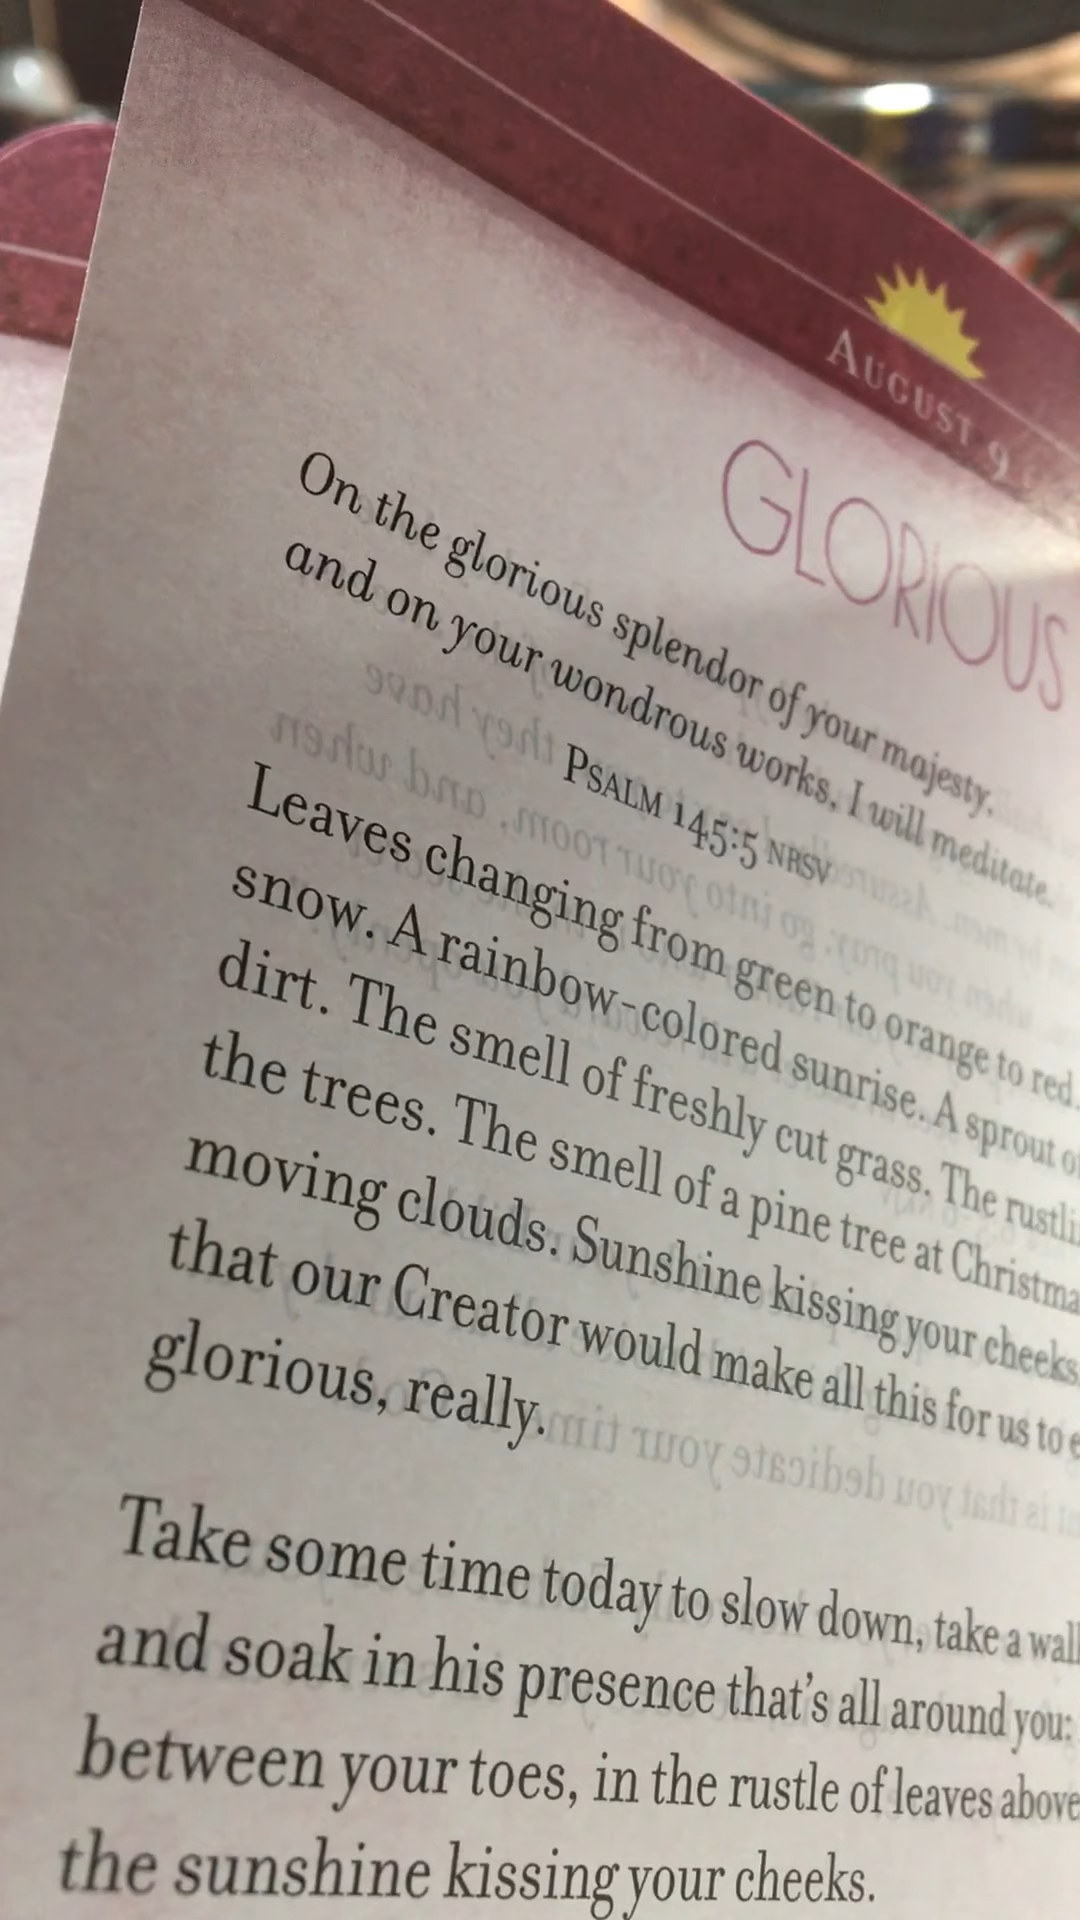 AUGUST 9
GLORIOUS
On the glorious splendor of your majesty,
and on your wondrous works, I will meditate.
PSALM 145:5 NRSV
Leaves changing from green to orange to red.
snow. A rainbow-colored sunrise. A sprout
dirt. The smell of freshly cut grass. The
the trees. The smell of a pine tree at
moving clouds. Sunshine kissing your cheeks.
that our Creator would make all this for us to
glorious, really.
Take some time today to slow down, take a
and soak in his presence that's all around you:
between your toes, in the rustle of leaves above
the sunshine kissing your cheeks.